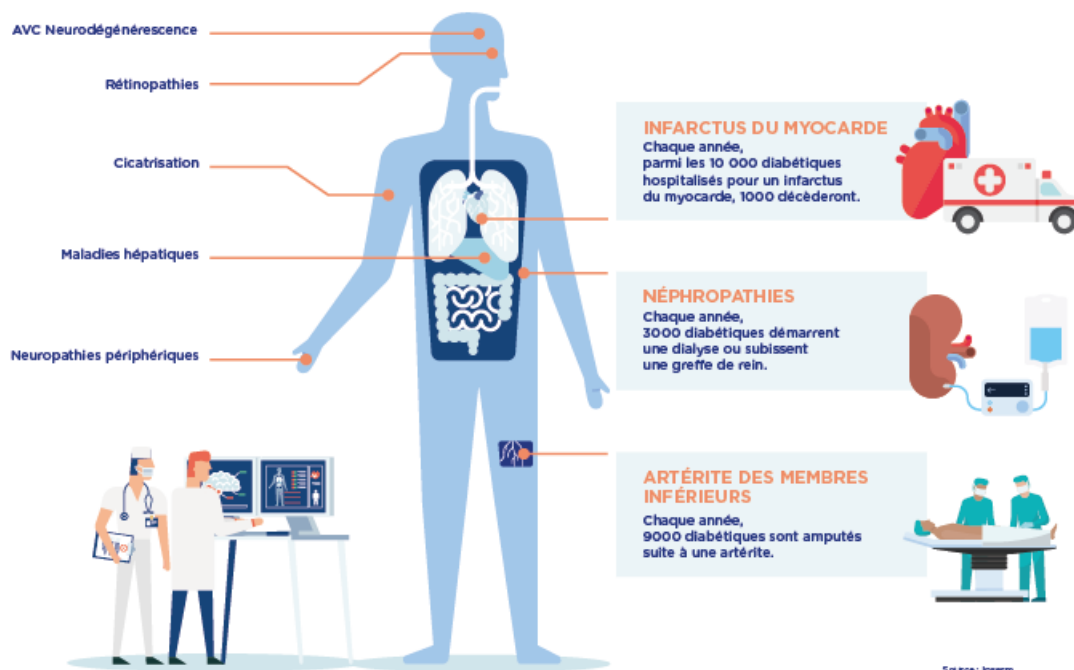 AVC Neurodégénérescence
Rétinopathies
Cicatrisation
Maladies hépatiques
Neuropathies périphériques
INFARCTUS DU MYOCARDE
Chaque année,
parmi les 10 000 diabétiques
hospitalisés pour un infarctus
du myocarde, 1000 décèderont.
NÉPHROPATHIES
Chaque année,
3000 diabétiques démarrent
une dialyse ou subissent
une greffe de rein.
ARTÉRITE DES MEMBRES
INFÉRIEURS
Chaque année,
9000 diabétiques sont amputés
suite à une artérite.
Source : Inserm